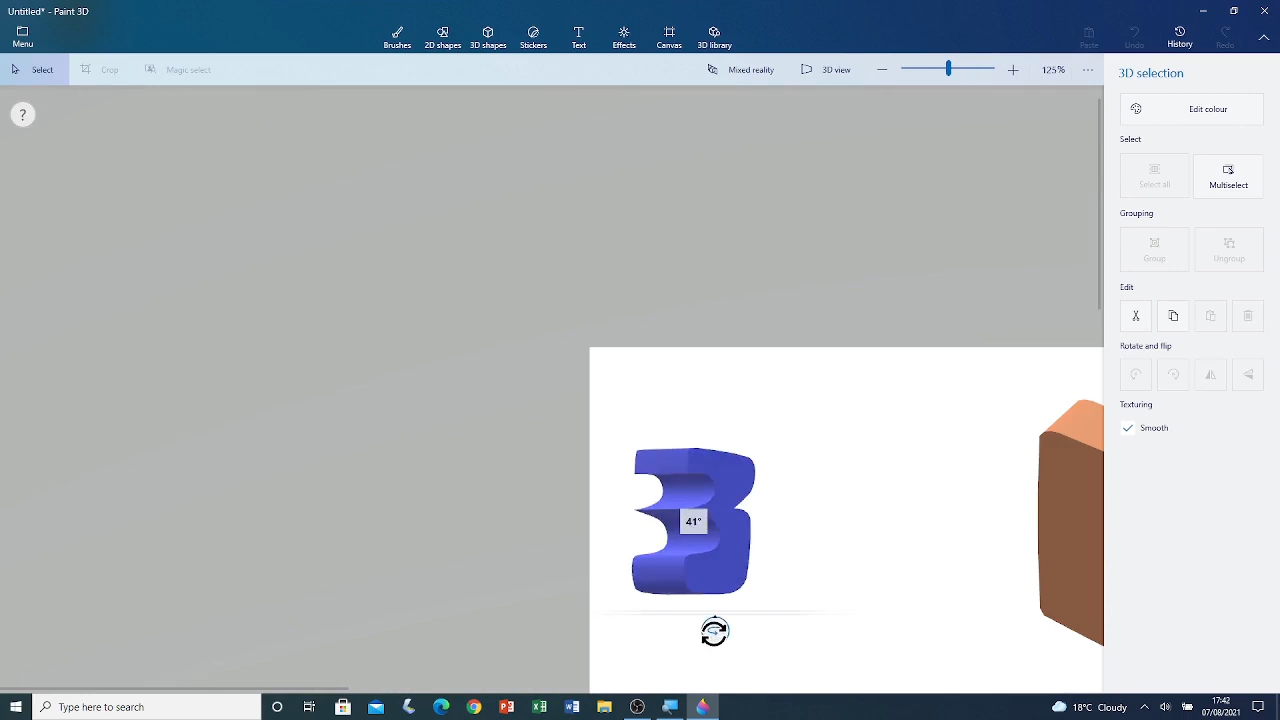 Untitled* - Paint 3D
Menu
Brushes
2D shapes
3D shapes
Stickers
Text
Effects
Canvas
3D library
Paste
Undo
History
Redo
Select
Crop
Magic select
Mixed reality
3D view
125%
?
3D selection
Edit colour
Select
Select all
Multiselect
Grouping
Group
Ungroup
Edit
Rotate and flip
Texturing
Smooth
3
41°
Type here to search
18°C Cloudy
17:42
07/08/2021